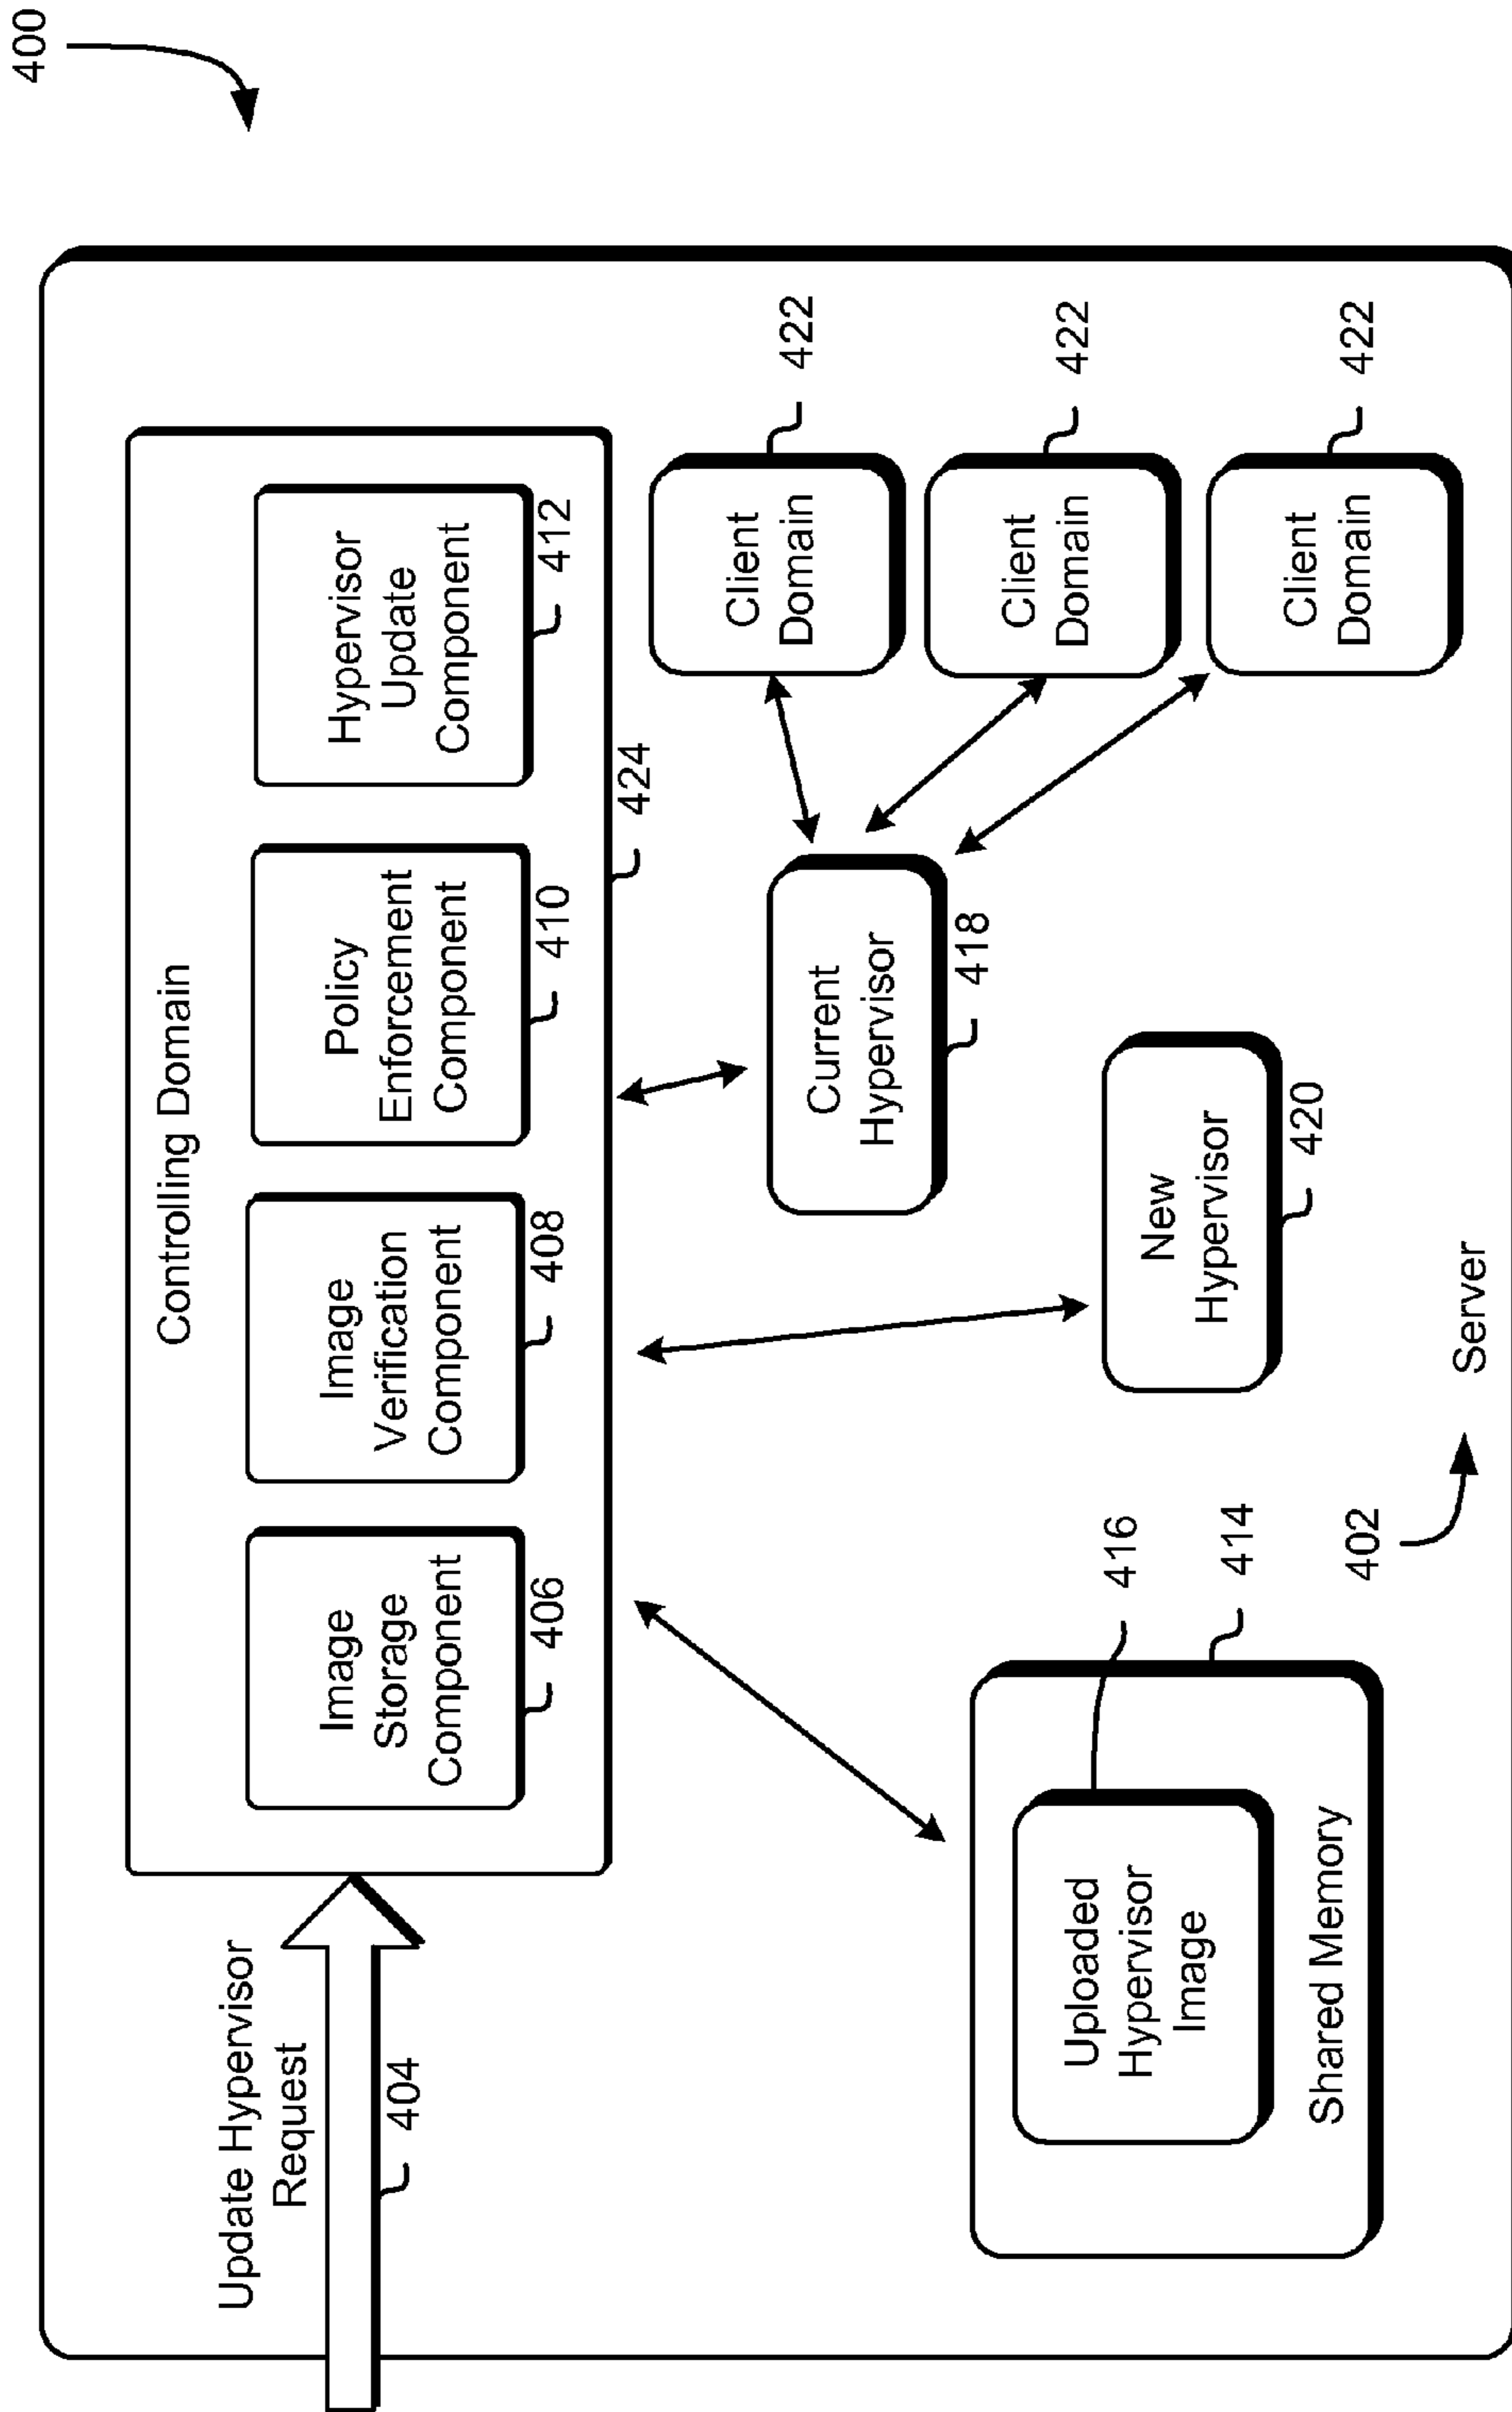 400
Update Hypervisor
Request
404
Controlling Domain
Image
Storage
Component
406
Image
Verification
Component
408
Policy
Enforcement
Component
410
Hypervisor
Update
Component
412
424
Current
Hypervisor
418
Client
Domain
422
Client
Domain
422
Client
Domain
422
New
Hypervisor
420
Uploaded
Hypervisor
Image
Shared Memory
416
414
402
Server